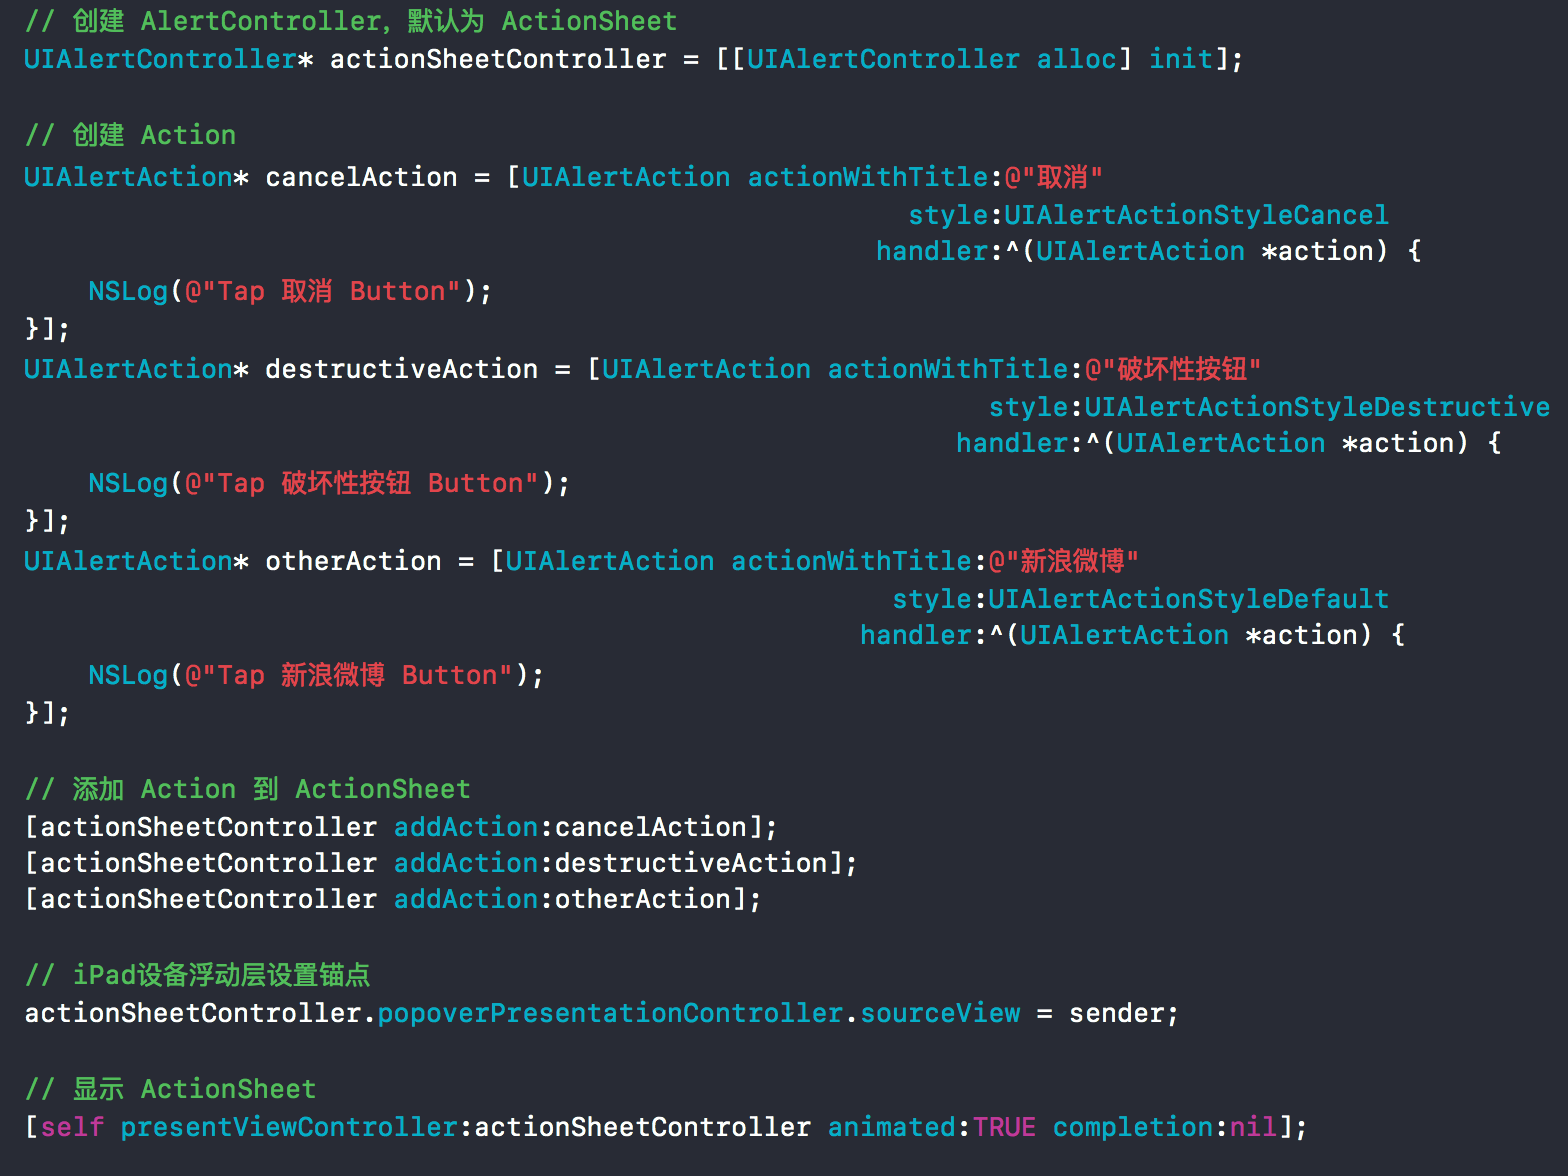 // 创建 AlertController，默认为 ActionSheet
UIAlertController* actionSheetController = [[UIAlertController alloc] init];
// 创建 Action
UIAlertAction* cancelAction = [UIAlertAction actionWithTitle:@"取消"
style:UIAlertActionStyleCancel
handler:^(UIAlertAction *action) {
NSLog(@"Tap 取消 Button");
}];
UIAlertAction* destructiveAction = [UIAlertAction actionWithTitle:@"破坏性按钮"
style:UIAlertActionStyleDestructive
handler:^(UIAlertAction *action) {
NSLog(@"Tap 破坏性按钮 Button");
}];
UIAlertAction* otherAction = [UIAlertAction actionWithTitle:@"新浪微博"
style:UIAlertActionStyleDefault
handler:^(UIAlertAction *action) {
NSLog(@"Tap 新浪微博 Button");
}];
// 添加 Action 到 ActionSheet
[actionSheetController addAction:cancelAction];
[actionSheetController addAction:destructiveAction];
[actionSheetController addAction:otherAction];
// iPad设备浮动层设置锚点
actionSheetController.popoverPresentationController.sourceView = sender;
// 显示 ActionSheet
[self presentViewController:actionSheetController animated:TRUE completion:nil];